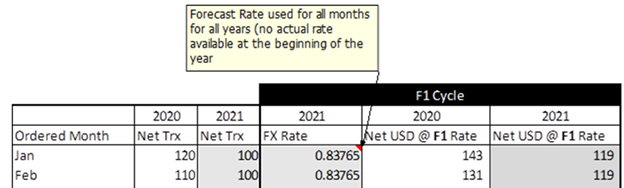 Forecast Rate used for all months
for all years (no actual rate
available at the beginning of the
year
F1 Cycle
2020 2021 2021 2020 2021
Ordered Month Net Trx Net Trx FX Rate Net USD @ F1 Rate Net USD @ F1 Rate
Jan 120 100 0.83765 143 119
Feb 110 100 0.83765 131 119